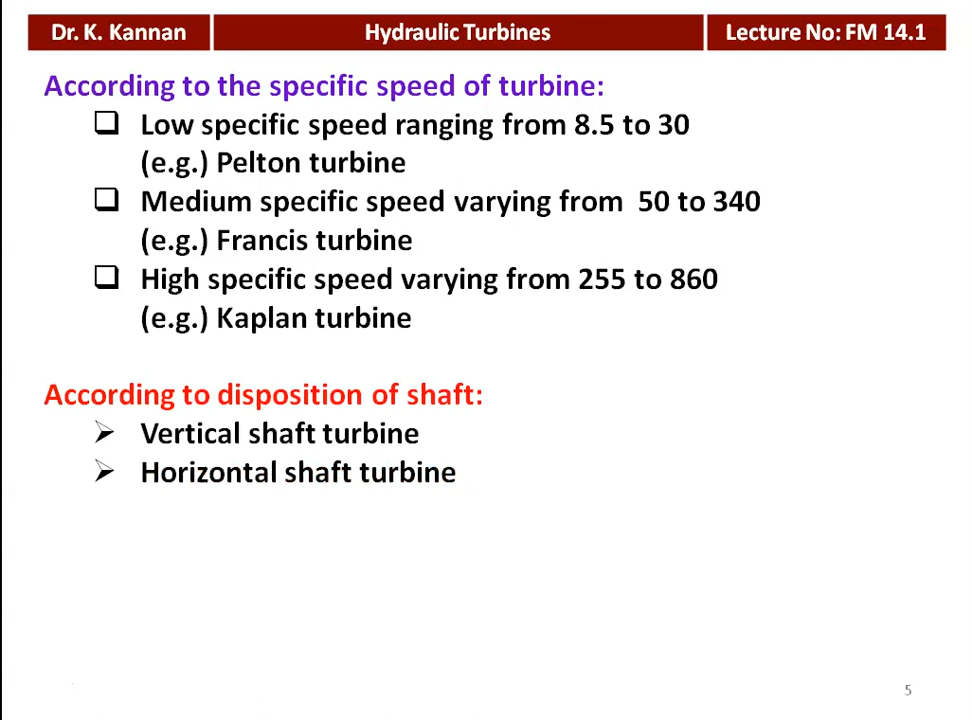 Dr. K. Kannan
Hydraulic Turbines
Lecture No: FM 14.1
According to the specific speed of turbine:
Low specific speed ranging from 8.5 to 30
(e.g.) Pelton turbine
Medium specific speed varying from 50 to 340
(e.g.) Francis turbine
High specific speed varying from 255 to 860
(e.g.) Kaplan turbine
According to disposition of shaft:
Vertical shaft turbine
Horizontal shaft turbine
5